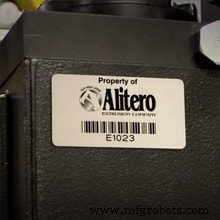 Property of
Alitero
EXTRUSION COMPANY
E1023
© www.mfgrobots.com